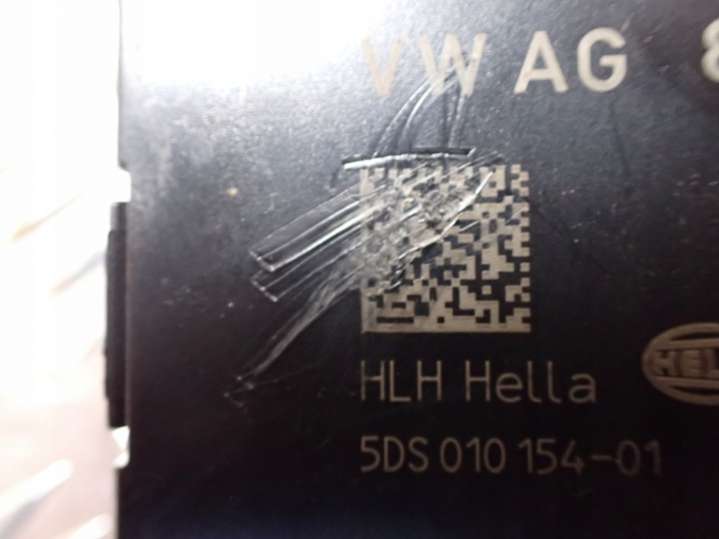 VW AG
HLH Hella
5DS 010 154-01